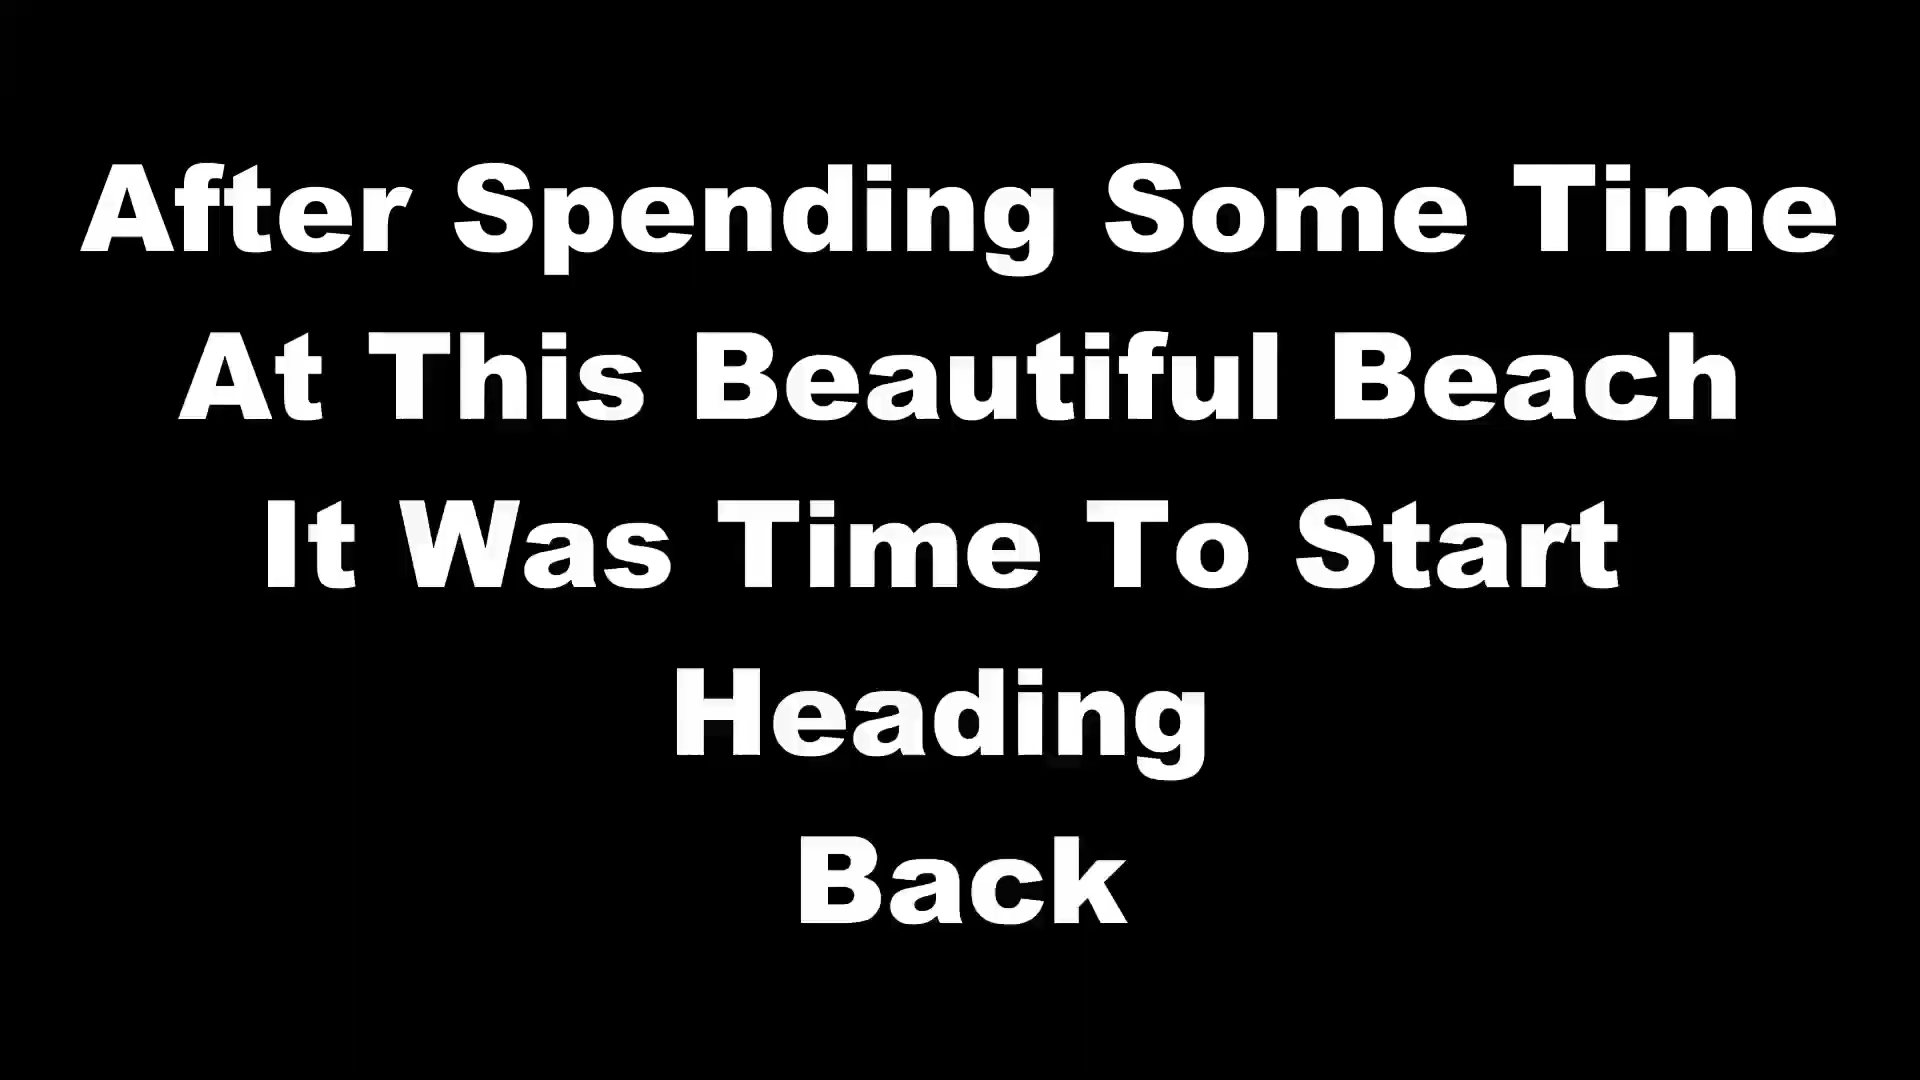 After Spending Some Time
At This Beautiful Beach
It Was Time To Start
Heading
Back